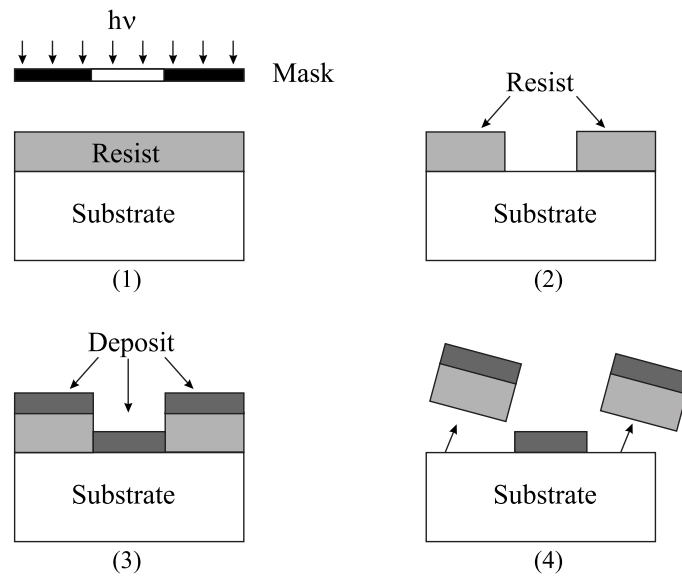 hν
Mask
Resist
Substrate
(1)
Resist
Substrate
(2)
Deposit
Substrate
(3)
Substrate
(4)